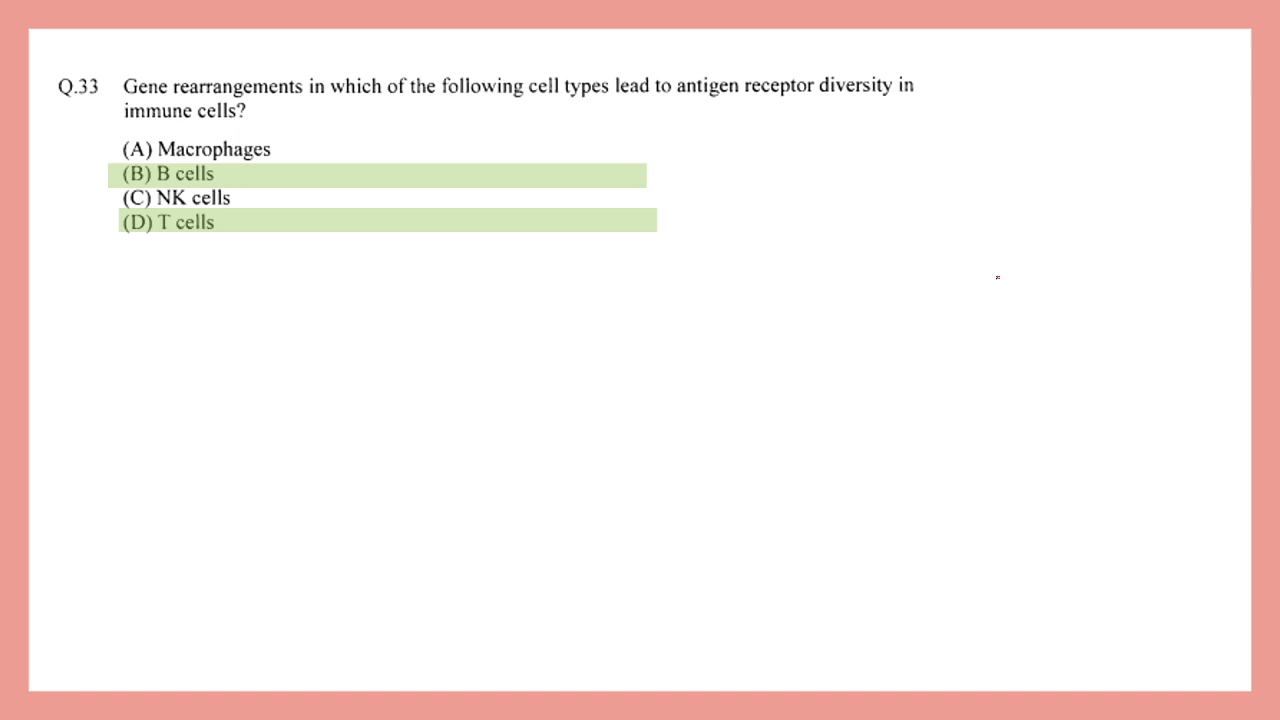 Q.33 Gene rearrangements in which of the following cell types lead to antigen receptor diversity in
immune cells?
(A) Macrophages
(B) B cells
(C) NK cells
(D) T cells